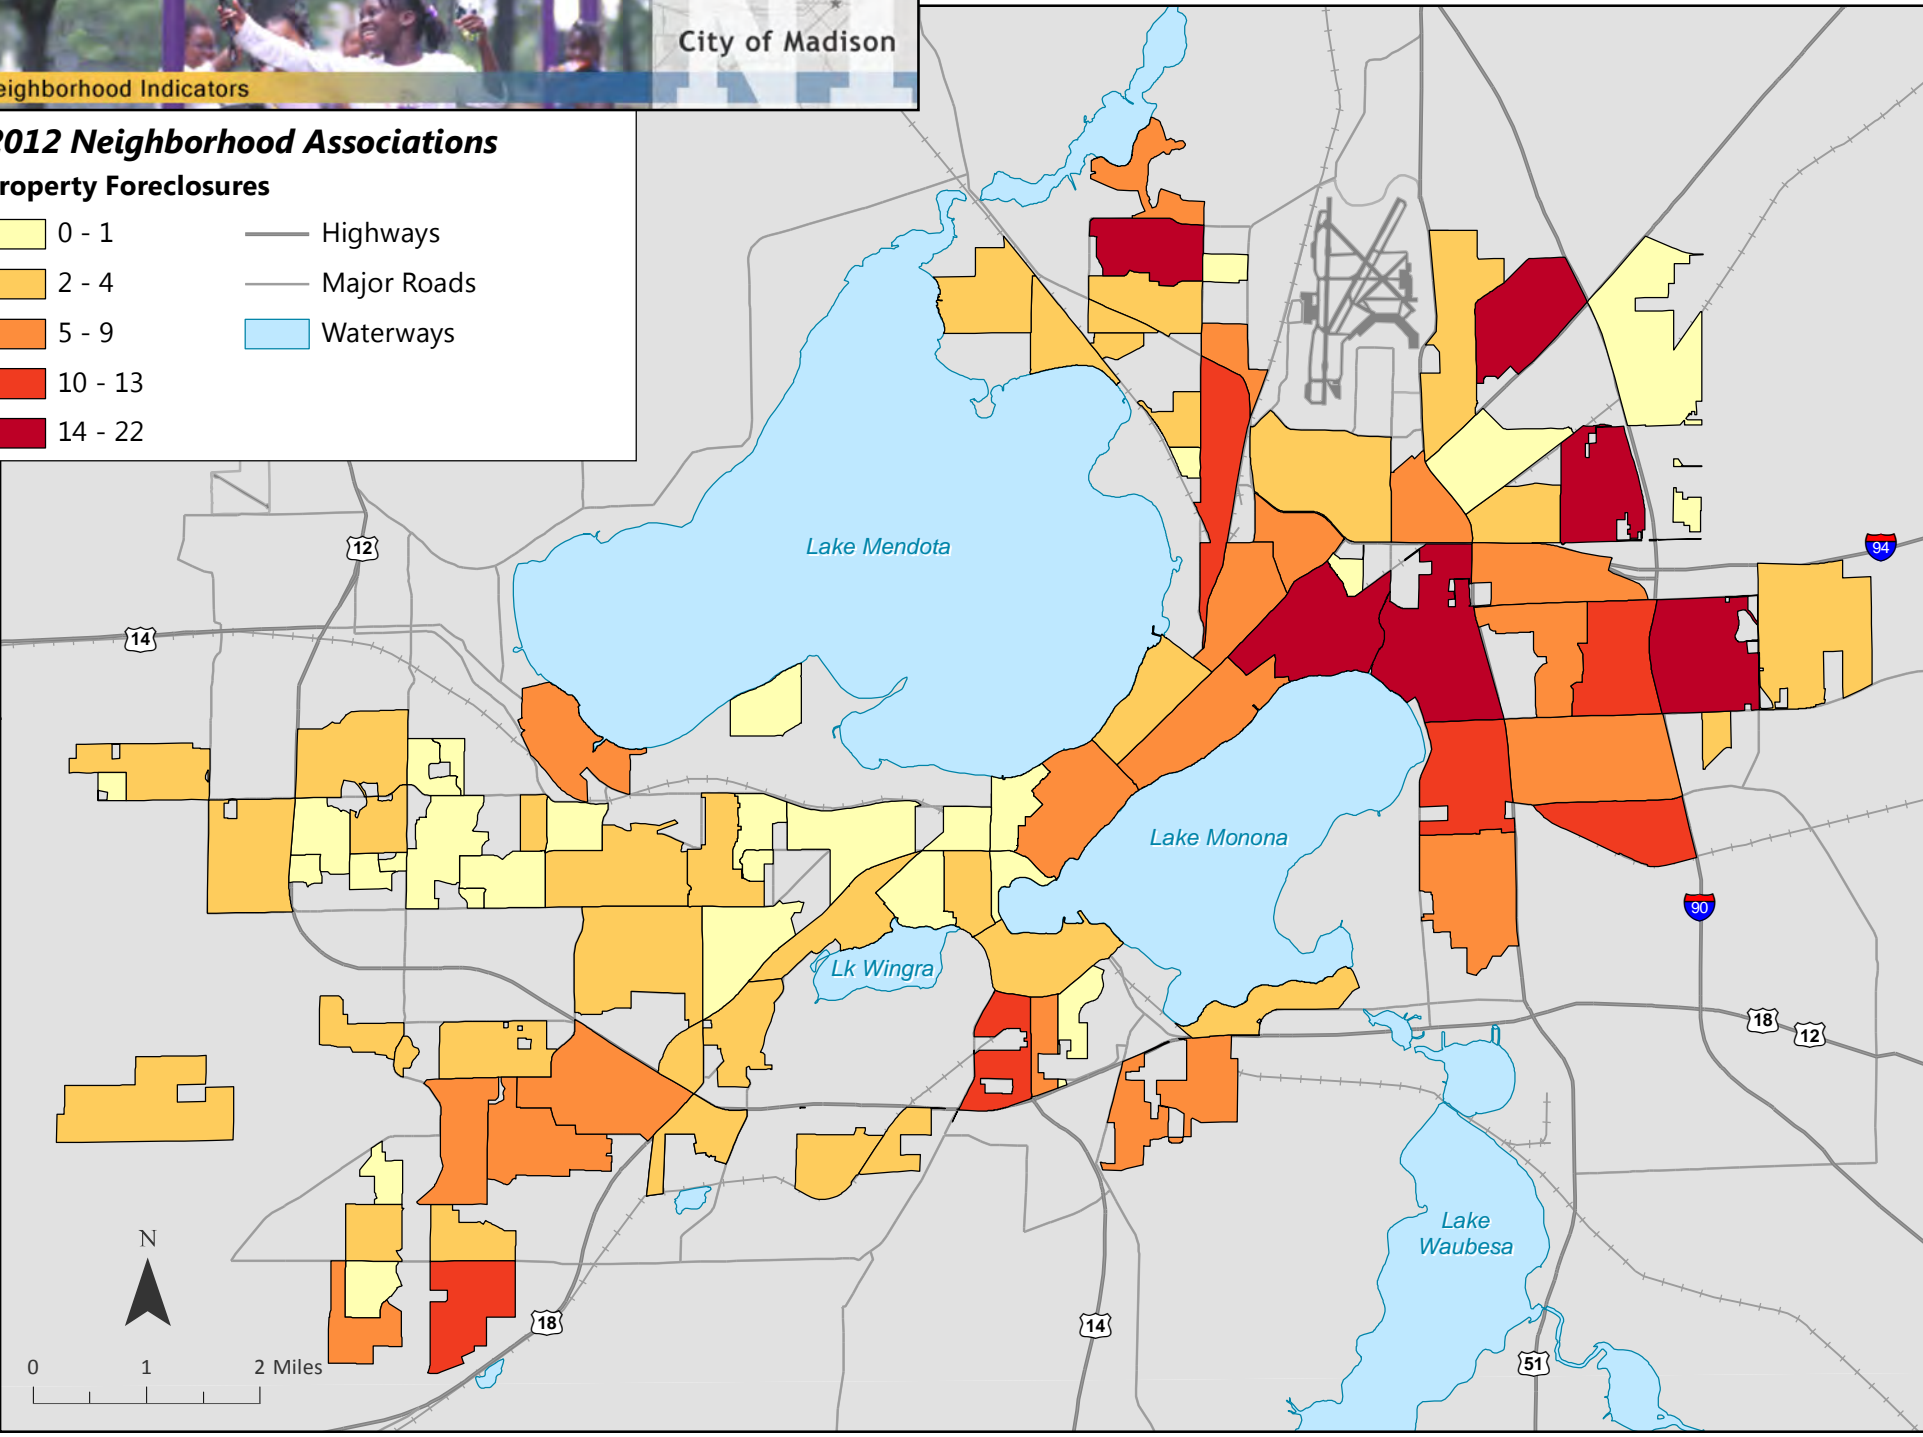 City of Madison
eighborhood Indicators
2012 Neighborhood Associations
roperty Foreclosures
0 - 1
Highways
2 - 4
Major Roads
5 - 9
Waterways
10 - 13
14 - 22
12
Lake Mendota
94
14
Lake Monona
90
Lk Wingra
18
12
Lake
Waubesa
N
18
14
51
0 1 2 Miles